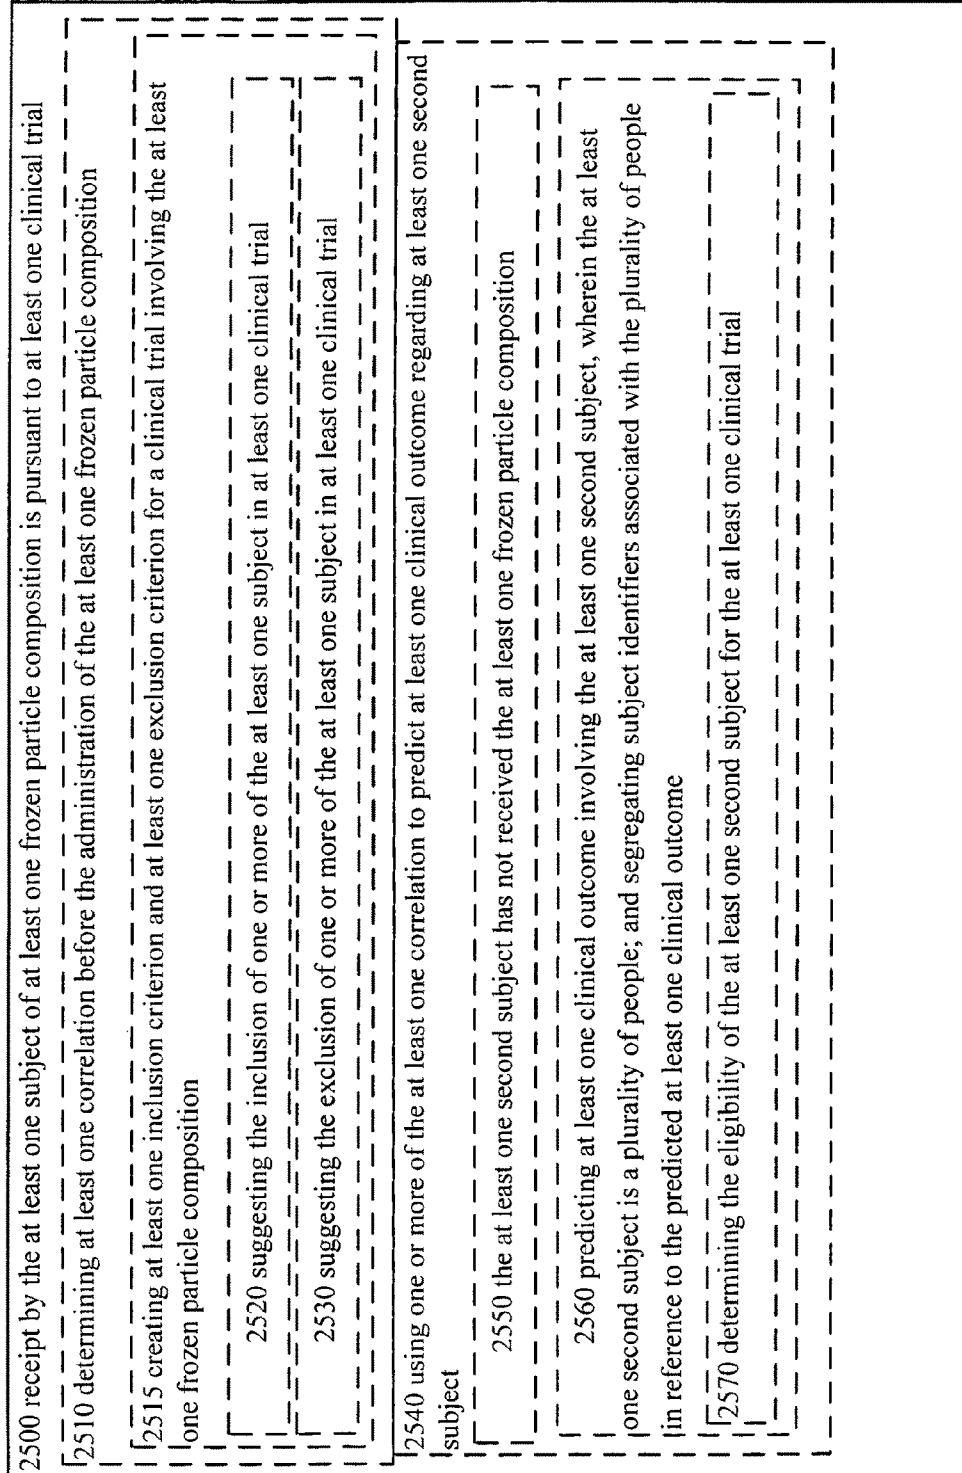 2500 receipt by the at least one subject of at least one frozen particle composition is pursuant to at least one clinical trial
2510 determining at least one correlation before the administration of the at least one frozen particle composition
2515 creating at least one inclusion criterion and at least one exclusion criterion for a clinical trial involving the at least
one frozen particle composition
2520 suggesting the inclusion of one or more of the at least one subject in at least one clinical trial
2530 suggesting the exclusion of one or more of the at least one subject in at least one clinical trial
2540 using one or more of the at least one correlation to predict at least one clinical outcome regarding at least one second
subject
2550 the at least one second subject has not received the at least one frozen particle composition
2560 predicting at least one clinical outcome involving the at least one second subject, wherein the at least
one second subject is a plurality of people; and segregating subject identifiers associated with the plurality of people
in reference to the predicted at least one clinical outcome
2570 determining the eligibility of the at least one second subject for the at least one clinical trial